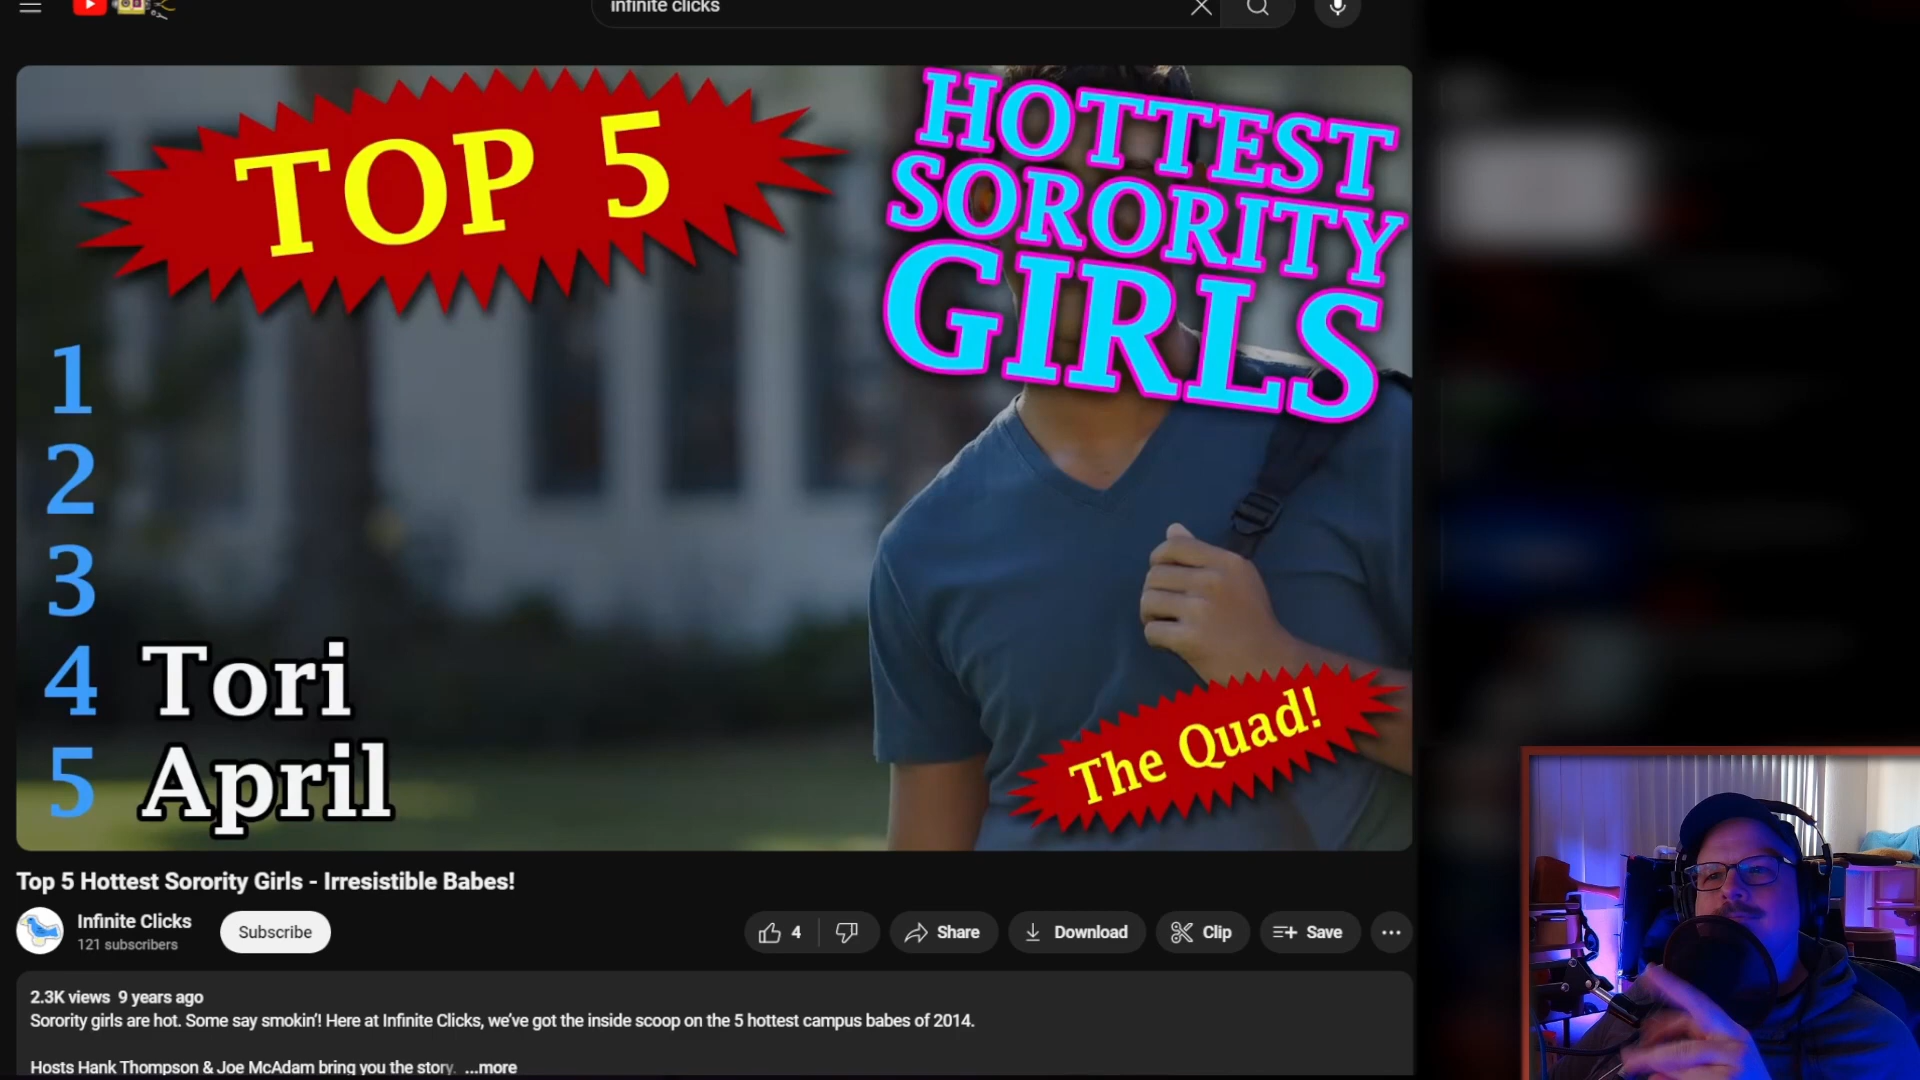 infinite clicks
TOP 5
HOTTEST
SORORITY
GIRLS
1
2
3
4 Tori
5 April
The Quad!
Top 5 Hottest Sorority Girls - Irresistible Babes!
Infinite Clicks
121 subscribers
Subscribe
4
Share
Download
Clip
Save
2.3K views 9 years ago
Sorority girls are hot. Some say smokin'! Here at Infinite Clicks, we've got the inside scoop on the 5 hottest campus babes of 2014.
Hosts Hank Thompson & Joe McAdam bring you the story. ...more